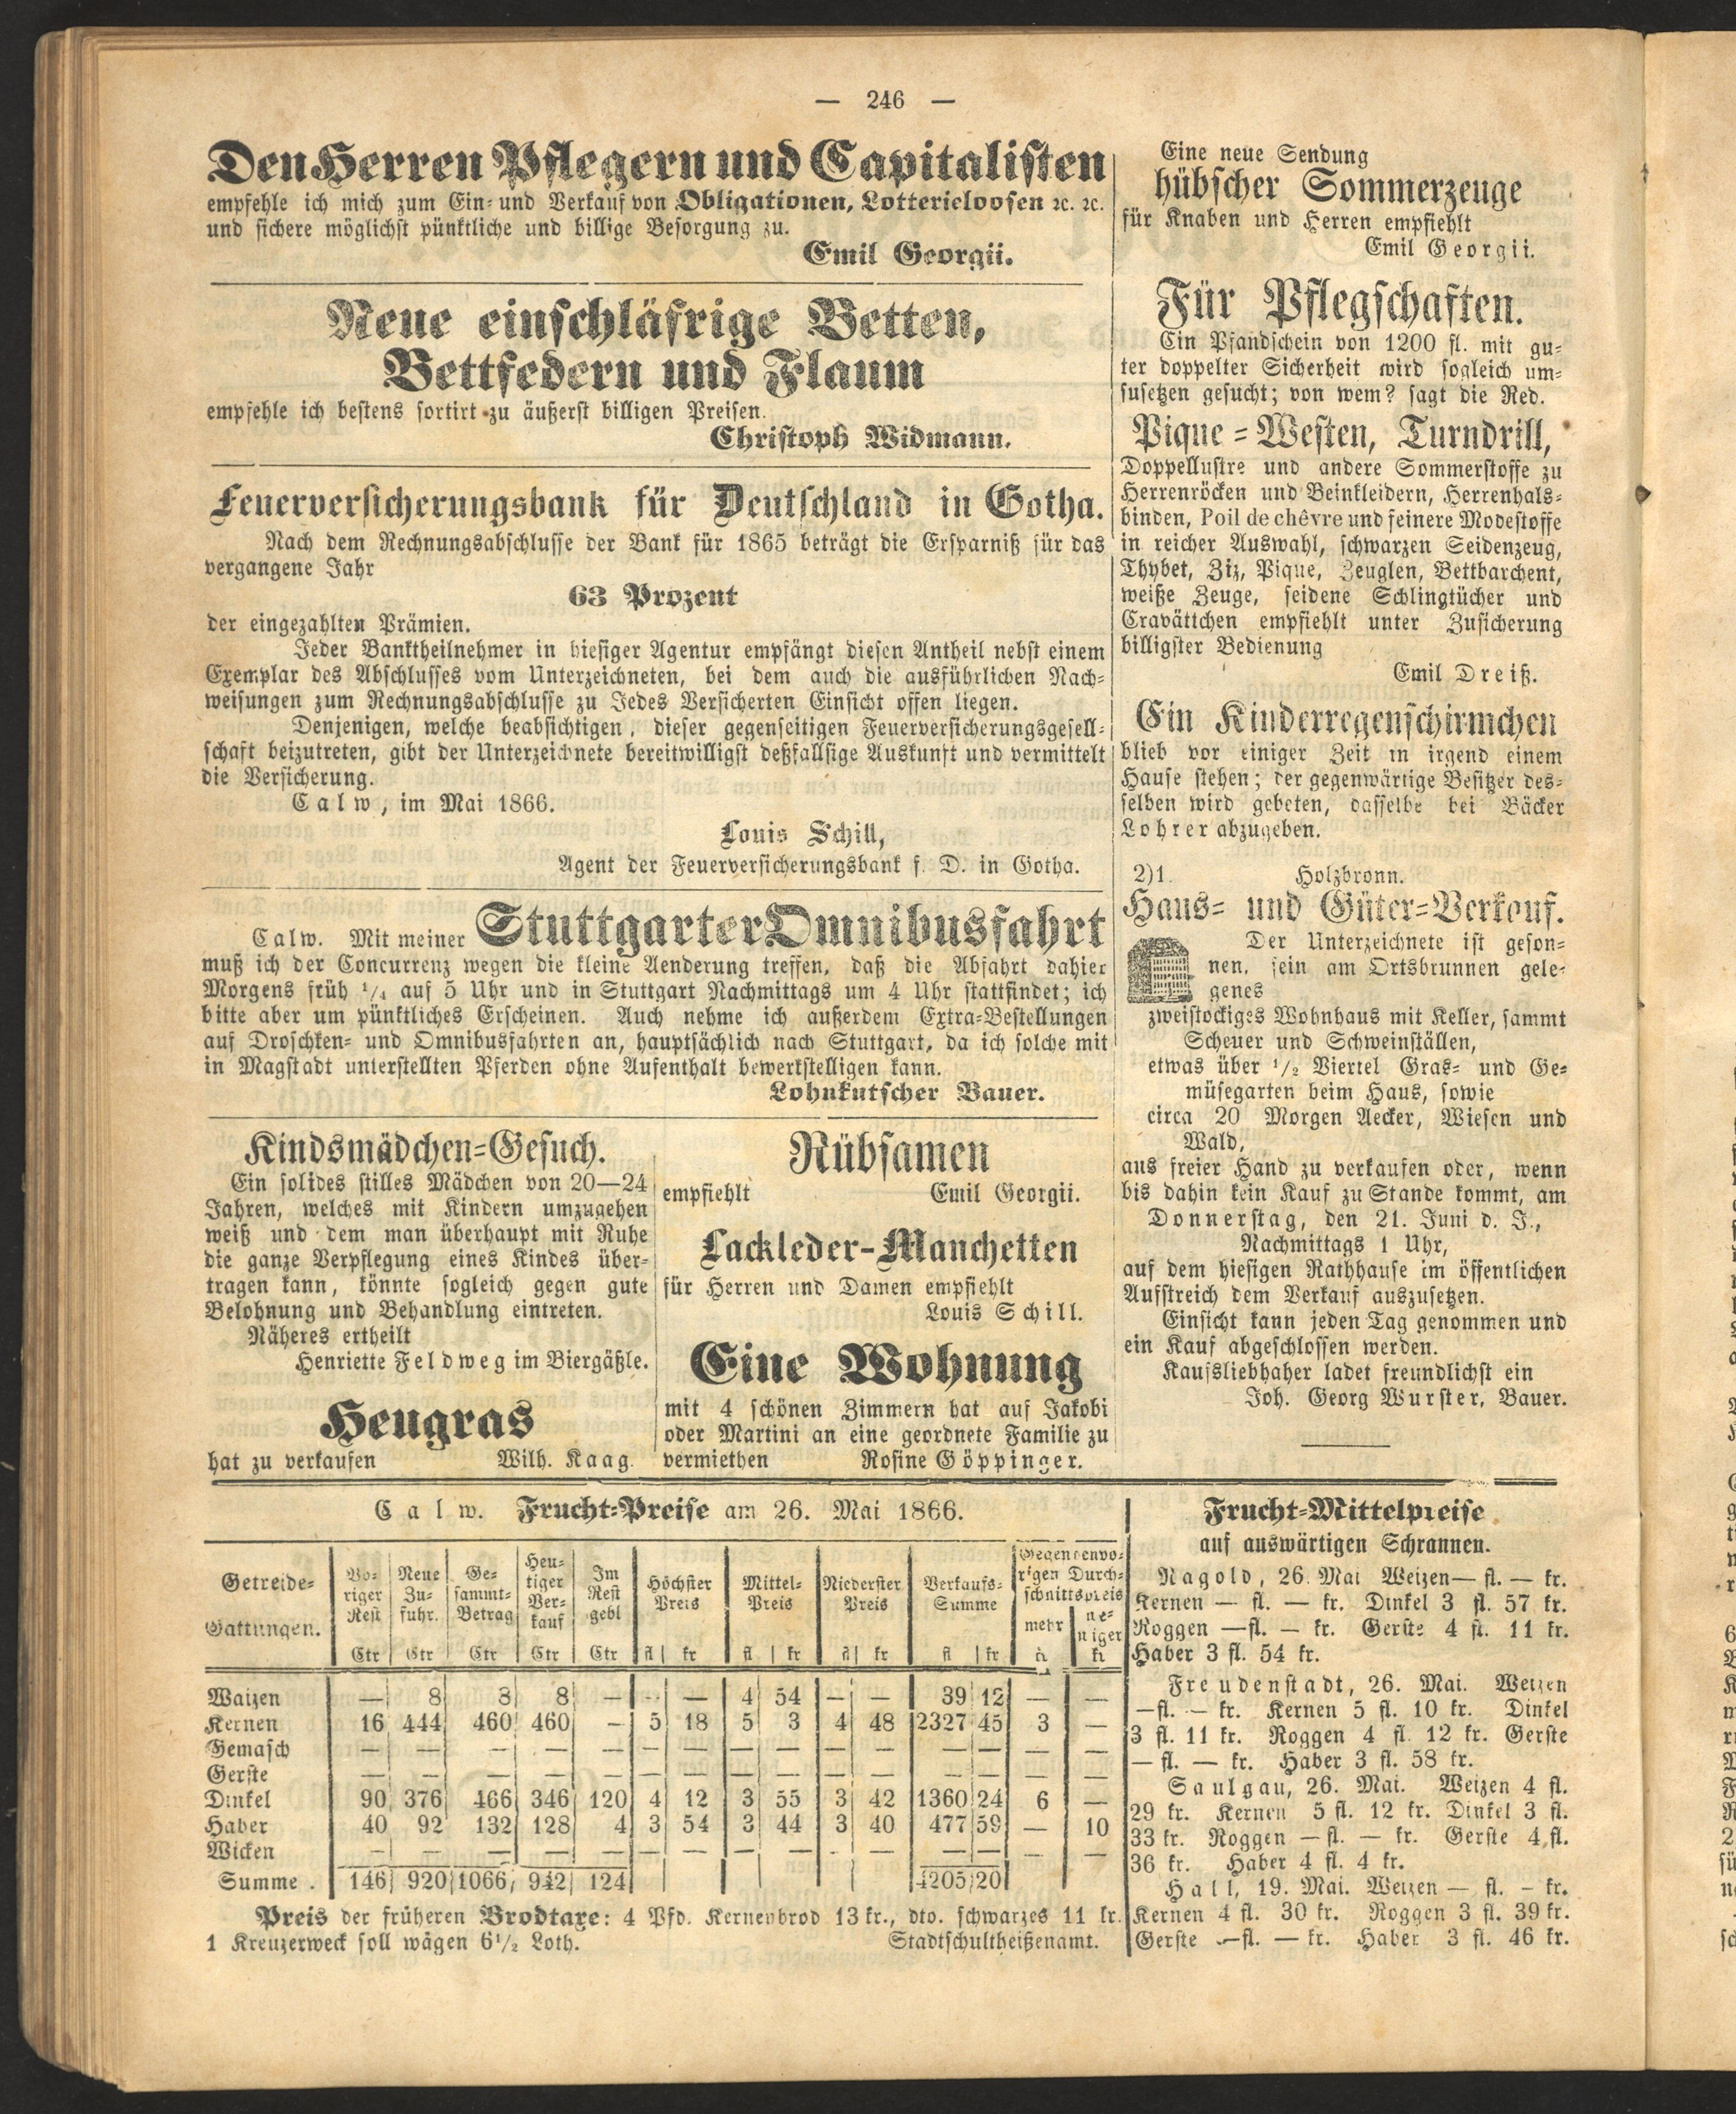 — 246 —
Den Herren Pflegern und Capitalisten
empfehle ich mich zum Ein- und Verkauf von Obligationen, Lotterieloosen ꝛc. ꝛc.
und sichere möglichst pünktliche und billige Besorgung zu.
Emil Georgii.
Neue einschläfrige Betten,
Bettfedern und Flaum
empfehle ich bestens sortirt zu äußerst billigen Preisen.
Christoph Widmann.
Feuerversicherungsbank für Deutschland in Gotha.
Nach dem Rechnungsabschlusse der Bank für 1865 beträgt die Ersparniß für das
vergangene Jahr
63 Prozent
der eingezahlten Prämien.
Jeder Banktheilnehmer in hiesiger Agentur empfängt diesen Antheil nebst einem
Exemplar des Abschlusses vom Unterzeichneten, bei dem auch die ausführlichen Nach-
weisungen zum Rechnungsabschlusse zu Jedes Versicherten Einsicht offen liegen.
Denjenigen, welche beabsichtigen, dieser gegenseitigen Feuerversicherungsgesell-
schaft beizutreten, gibt der Unterzeichnete bereitwilligst deßfallsige Auskunft und vermittelt
die Versicherung.
Calw, im Mai 1866.
Louis Schill,
Agent der Feuerversicherungsbank f. D. in Gotha.
Calw. Mit meiner Stuttgarter Omnibusfahrt
muß ich der Concurrenz wegen die kleine Aenderung treffen, daß die Abfahrt dahier
Morgens früh 1/4 auf 5 Uhr und in Stuttgart Nachmittags um 4 Uhr stattfindet; ich
bitte aber um pünktliches Erscheinen. Auch nehme ich außerdem Extra-Bestellungen
auf Droschken- und Omnibusfahrten an, hauptsächlich nach Stuttgart, da ich solche mit
in Magstadt unterstellten Pferden ohne Aufenthalt bewerkstelligen kann.
Lohnkutscher Bauer.
Kindsmädchen-Gesuch.
Ein solides stilles Mädchen von 20—24
Jahren, welches mit Kindern umzugehen
weiß und dem man überhaupt mit Ruhe
die ganze Verpflegung eines Kindes über-
tragen kann, könnte sogleich gegen gute
Belohnung und Behandlung eintreten.
Näheres ertheilt
Henriette Feldweg im Biergäßle.
Heugras
hat zu verkaufen Wilh. Kaag.
Rübsamen
empfiehlt Emil Georgii.
Lackleder-Manchetten
für Herren und Damen empfiehlt
Louis Schill.
Eine Wohnung
mit 4 schönen Zimmern hat auf Jakobi
oder Martini an eine geordnete Familie zu
vermiethen Rosine Göppinger.
Eine neue Sendung
hübscher Sommerzeuge
für Knaben und Herren empfiehlt
Emil Georgii.
Für Pflegschaften.
Ein Pfandschein von 1200 fl. mit gu-
ter doppelter Sicherheit wird sogleich um-
susetzen gesucht; von wem? sagt die Red.
Pique-Westen, Turndrill,
Doppellustre und andere Sommerstoffe zu
Herrenröcken und Beinkleidern, Herrenhals-
binden, Poil de chêvre und feinere Modestoffe
in reicher Auswahl, schwarzen Seidenzeug,
Thybet, Ziz, Pique, Zeuglen, Bettbarchent,
weiße Zeuge, seidene Schlingtücher und
Cravättchen empfiehlt unter Zusicherung
billigster Bedienung
Emil Dreiß.
Ein Kinderregenschirmchen
blieb vor einiger Zeit in irgend einem
Hause stehen; der gegenwärtige Besitzer des-
selben wird gebeten, dasselbe bei Bäcker
Lohrer abzugeben.
2)1. Holzbronn.
Haus- und Güter-Verkauf.
Der Unterzeichnete ist geson-
nen, sein am Ortsbrunnen gele-
genes
zweistockiges Wohnhaus mit Keller, sammt
Scheuer und Schweinställen,
etwas über 1/2 Viertel Gras- und Ge-
müsegarten beim Haus, sowie
circa 20 Morgen Aecker, Wiesen und
Wald,
aus freier Hand zu verkaufen oder, wenn
bis dahin kein Kauf zu Stande kommt, am
Donnerstag, den 21. Juni d. J.,
Nachmittags 1 Uhr,
auf dem hiesigen Rathhause im öffentlichen
Aufstreich dem Verkauf auszusetzen.
Einsicht kann jeden Tag genommen und
ein Kauf abgeschlossen werden.
Kaufsliebhaher ladet freundlichst ein
Joh. Georg Wurster, Bauer.
Calw. Frucht-Preise am 26. Mai 1866.
Getreide-Gattungen. | Voriger Rest | Neue Zufuhr. | Gesammt-Betrag | Heutiger Verkauf | Im Rest gebl | Höchster Preis | Mittel-Preis | Niederster Preis | Verkaufs-Summe | Gegen den vorigen Durchschnittspreis mehr | weniger
Ctr | Ctr | Ctr | Ctr | Ctr | fl | kr | fl | kr | fl | kr | fl | kr | kr | kr
Waizen — 8 8 8 — — — 4 54 — — 39 12 — —
Kernen 16 444 460 460 — 5 18 5 3 4 48 2327 45 3 —
Gemasch — — — — — — — — — — — — — — —
Gerste — — — — — — — — — — — — — — —
Dinkel 90 376 466 346 120 4 12 3 55 3 42 1360 24 6 —
Haber 40 92 132 128 4 3 54 3 44 3 40 477 59 — 10
Wicken — — — — — — — — — — — — — — —
Summe . 146 920 1066 942 124 4205 20
Preis der früheren Brodtaxe: 4 Pfd. Kernenbrod 13 kr., dto. schwarzes 11 kr.
1 Kreuzerweck soll wägen 6 1/2 Loth. Stadtschultheißenamt.
Frucht-Mittelpreise
auf auswärtigen Schrannen.
Nagold, 26. Mai Weizen — fl. — kr.
Kernen — fl. — kr. Dinkel 3 fl. 57 kr.
Roggen — fl. — kr. Gerste 4 fl. 11 kr.
Haber 3 fl. 54 kr.
Freudenstadt, 26. Mai. Weizen
— fl. — kr. Kernen 5 fl. 10 kr. Dinkel
3 fl. 11 kr. Roggen 4 fl. 12 kr. Gerste
— fl. — kr. Haber 3 fl. 58 kr.
Saulgau, 26. Mai. Weizen 4 fl.
29 kr. Kernen 5 fl. 12 kr. Dinkel 3 fl.
33 kr. Roggen — fl. — kr. Gerste 4 fl.
36 kr. Haber 4 fl. 4 kr.
Hall, 19. Mai. Weizen — fl. — kr.
Kernen 4 fl. 30 kr. Roggen 3 fl. 39 kr.
Gerste — fl. — kr. Haber 3 fl. 46 kr.